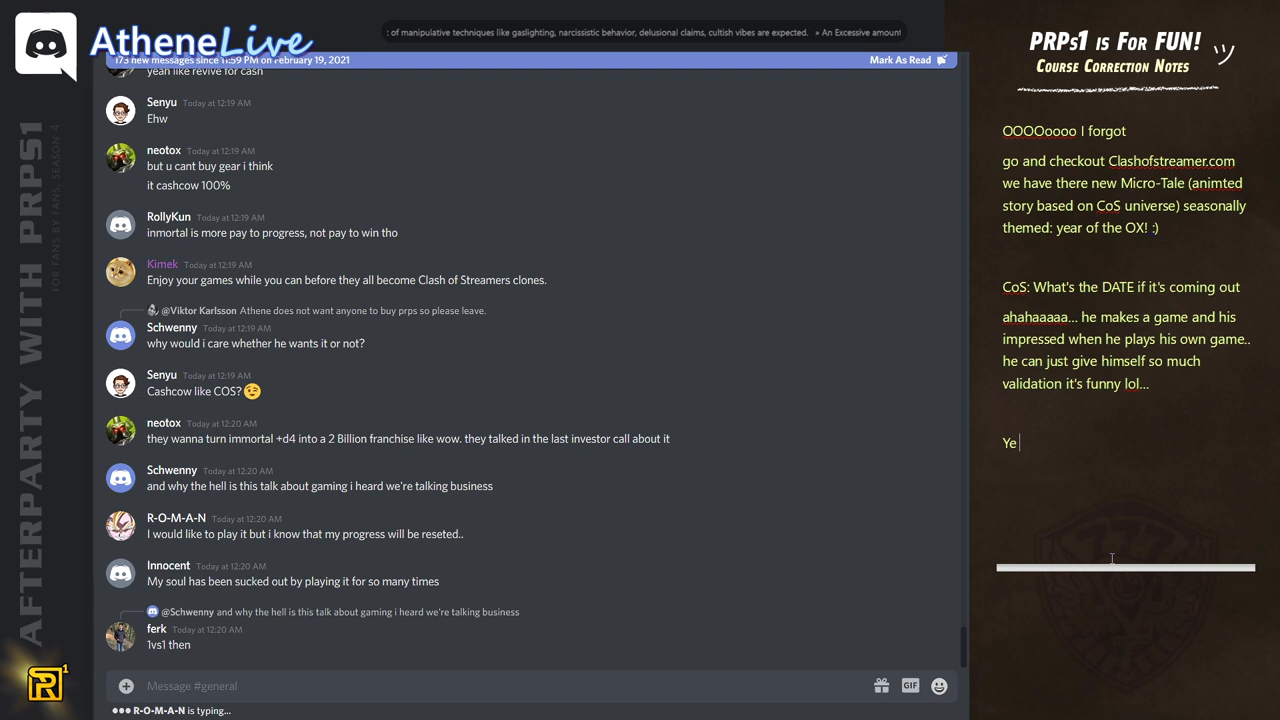 AtheneLive
: of manipulative techniques like gaslighting, narcissistic behavior, delusional claims, cultish vibes are expected. » An Excessive amount
AFTERPARTY WITH PRPS1
FOR FANS BY FANS, SEASON 4
173 new messages since 11:59 PM on February 19, 2021
Mark As Read
yeah like revive for cash
Senyu Today at 12:19 AM
Ehw
neotox Today at 12:19 AM
but u cant buy gear i think
it cashcow 100%
RollyKun Today at 12:19 AM
inmortal is more pay to progress, not pay to win tho
Kimek Today at 12:19 AM
Enjoy your games while you can before they all become Clash of Streamers clones.
@Viktor Karlsson Athene does not want anyone to buy prps so please leave.
Schwenny Today at 12:19 AM
why would i care whether he wants it or not?
Senyu Today at 12:19 AM
Cashcow like COS? 😉
neotox Today at 12:20 AM
they wanna turn immortal +d4 into a 2 Billion franchise like wow. they talked in the last investor call about it
Schwenny Today at 12:20 AM
and why the hell is this talk about gaming i heard we're talking business
R-O-M-A-N Today at 12:20 AM
I would like to play it but i know that my progress will be reseted..
Innocent Today at 12:20 AM
My soul has been sucked out by playing it for so many times
@Schwenny and why the hell is this talk about gaming i heard we're talking business
ferk Today at 12:20 AM
1vs1 then
Message #general
GIF
R-O-M-A-N is typing...
PRPs1 is For FUN!
Course Correction Notes
ツ
OOOOoooo I forgot
go and checkout Clashofstreamer.com
we have there new Micro-Tale (animted
story based on CoS universe) seasonally
themed: year of the OX! :)
CoS: What's the DATE if it's coming out
ahahaaaaa... he makes a game and his
impressed when he plays his own game..
he can just give himself so much
validation it's funny lol...
Ye